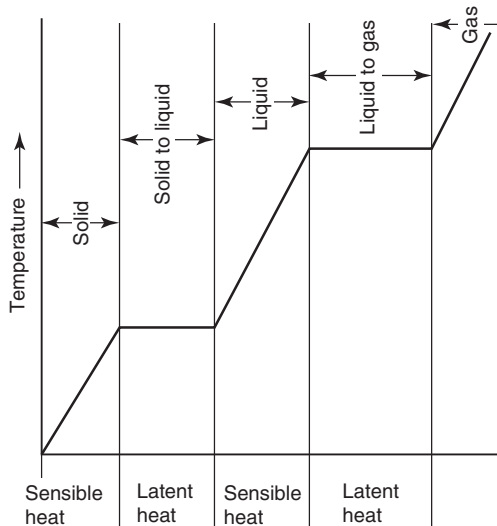 Gas
Liquid to gas
Liquid
Solid to liquid
Solid
Temperature
Sensible
heat
Latent
heat
Sensible
heat
Latent
heat